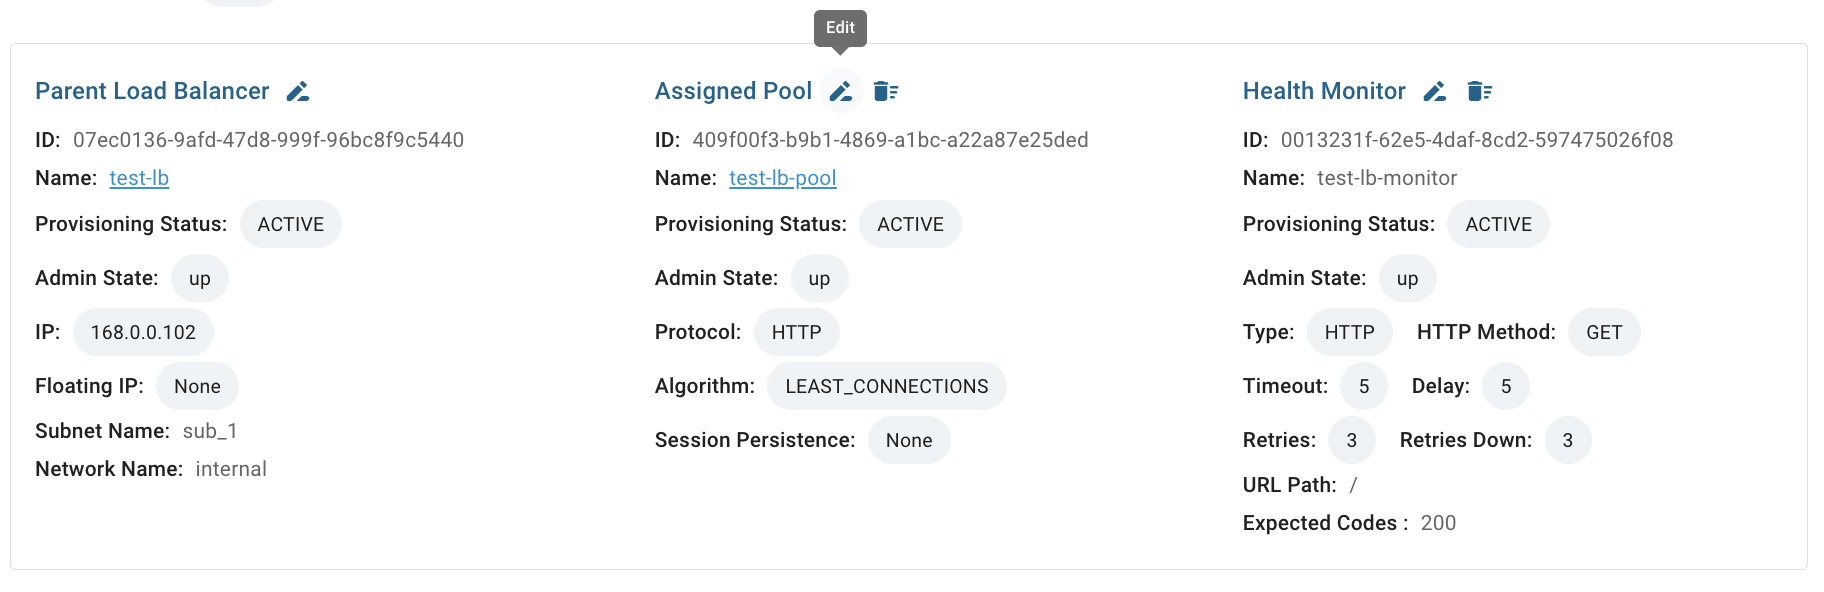 Edit
Parent Load Balancer
ID: 07ec0136-9afd-47d8-999f-96bc8f9c5440
Name: test-lb
Provisioning Status: ACTIVE
Admin State: up
IP: 168.0.0.102
Floating IP: None
Subnet Name: sub_1
Network Name: internal
Assigned Pool
ID: 409f00f3-b9b1-4869-a1bc-a22a87e25ded
Name: test-lb-pool
Provisioning Status: ACTIVE
Admin State: up
Protocol: HTTP
Algorithm: LEAST_CONNECTIONS
Session Persistence: None
Health Monitor
ID: 0013231f-62e5-4daf-8cd2-597475026f08
Name: test-lb-monitor
Provisioning Status: ACTIVE
Admin State: up
Type: HTTP HTTP Method: GET
Timeout: 5 Delay: 5
Retries: 3 Retries Down: 3
URL Path: /
Expected Codes : 200